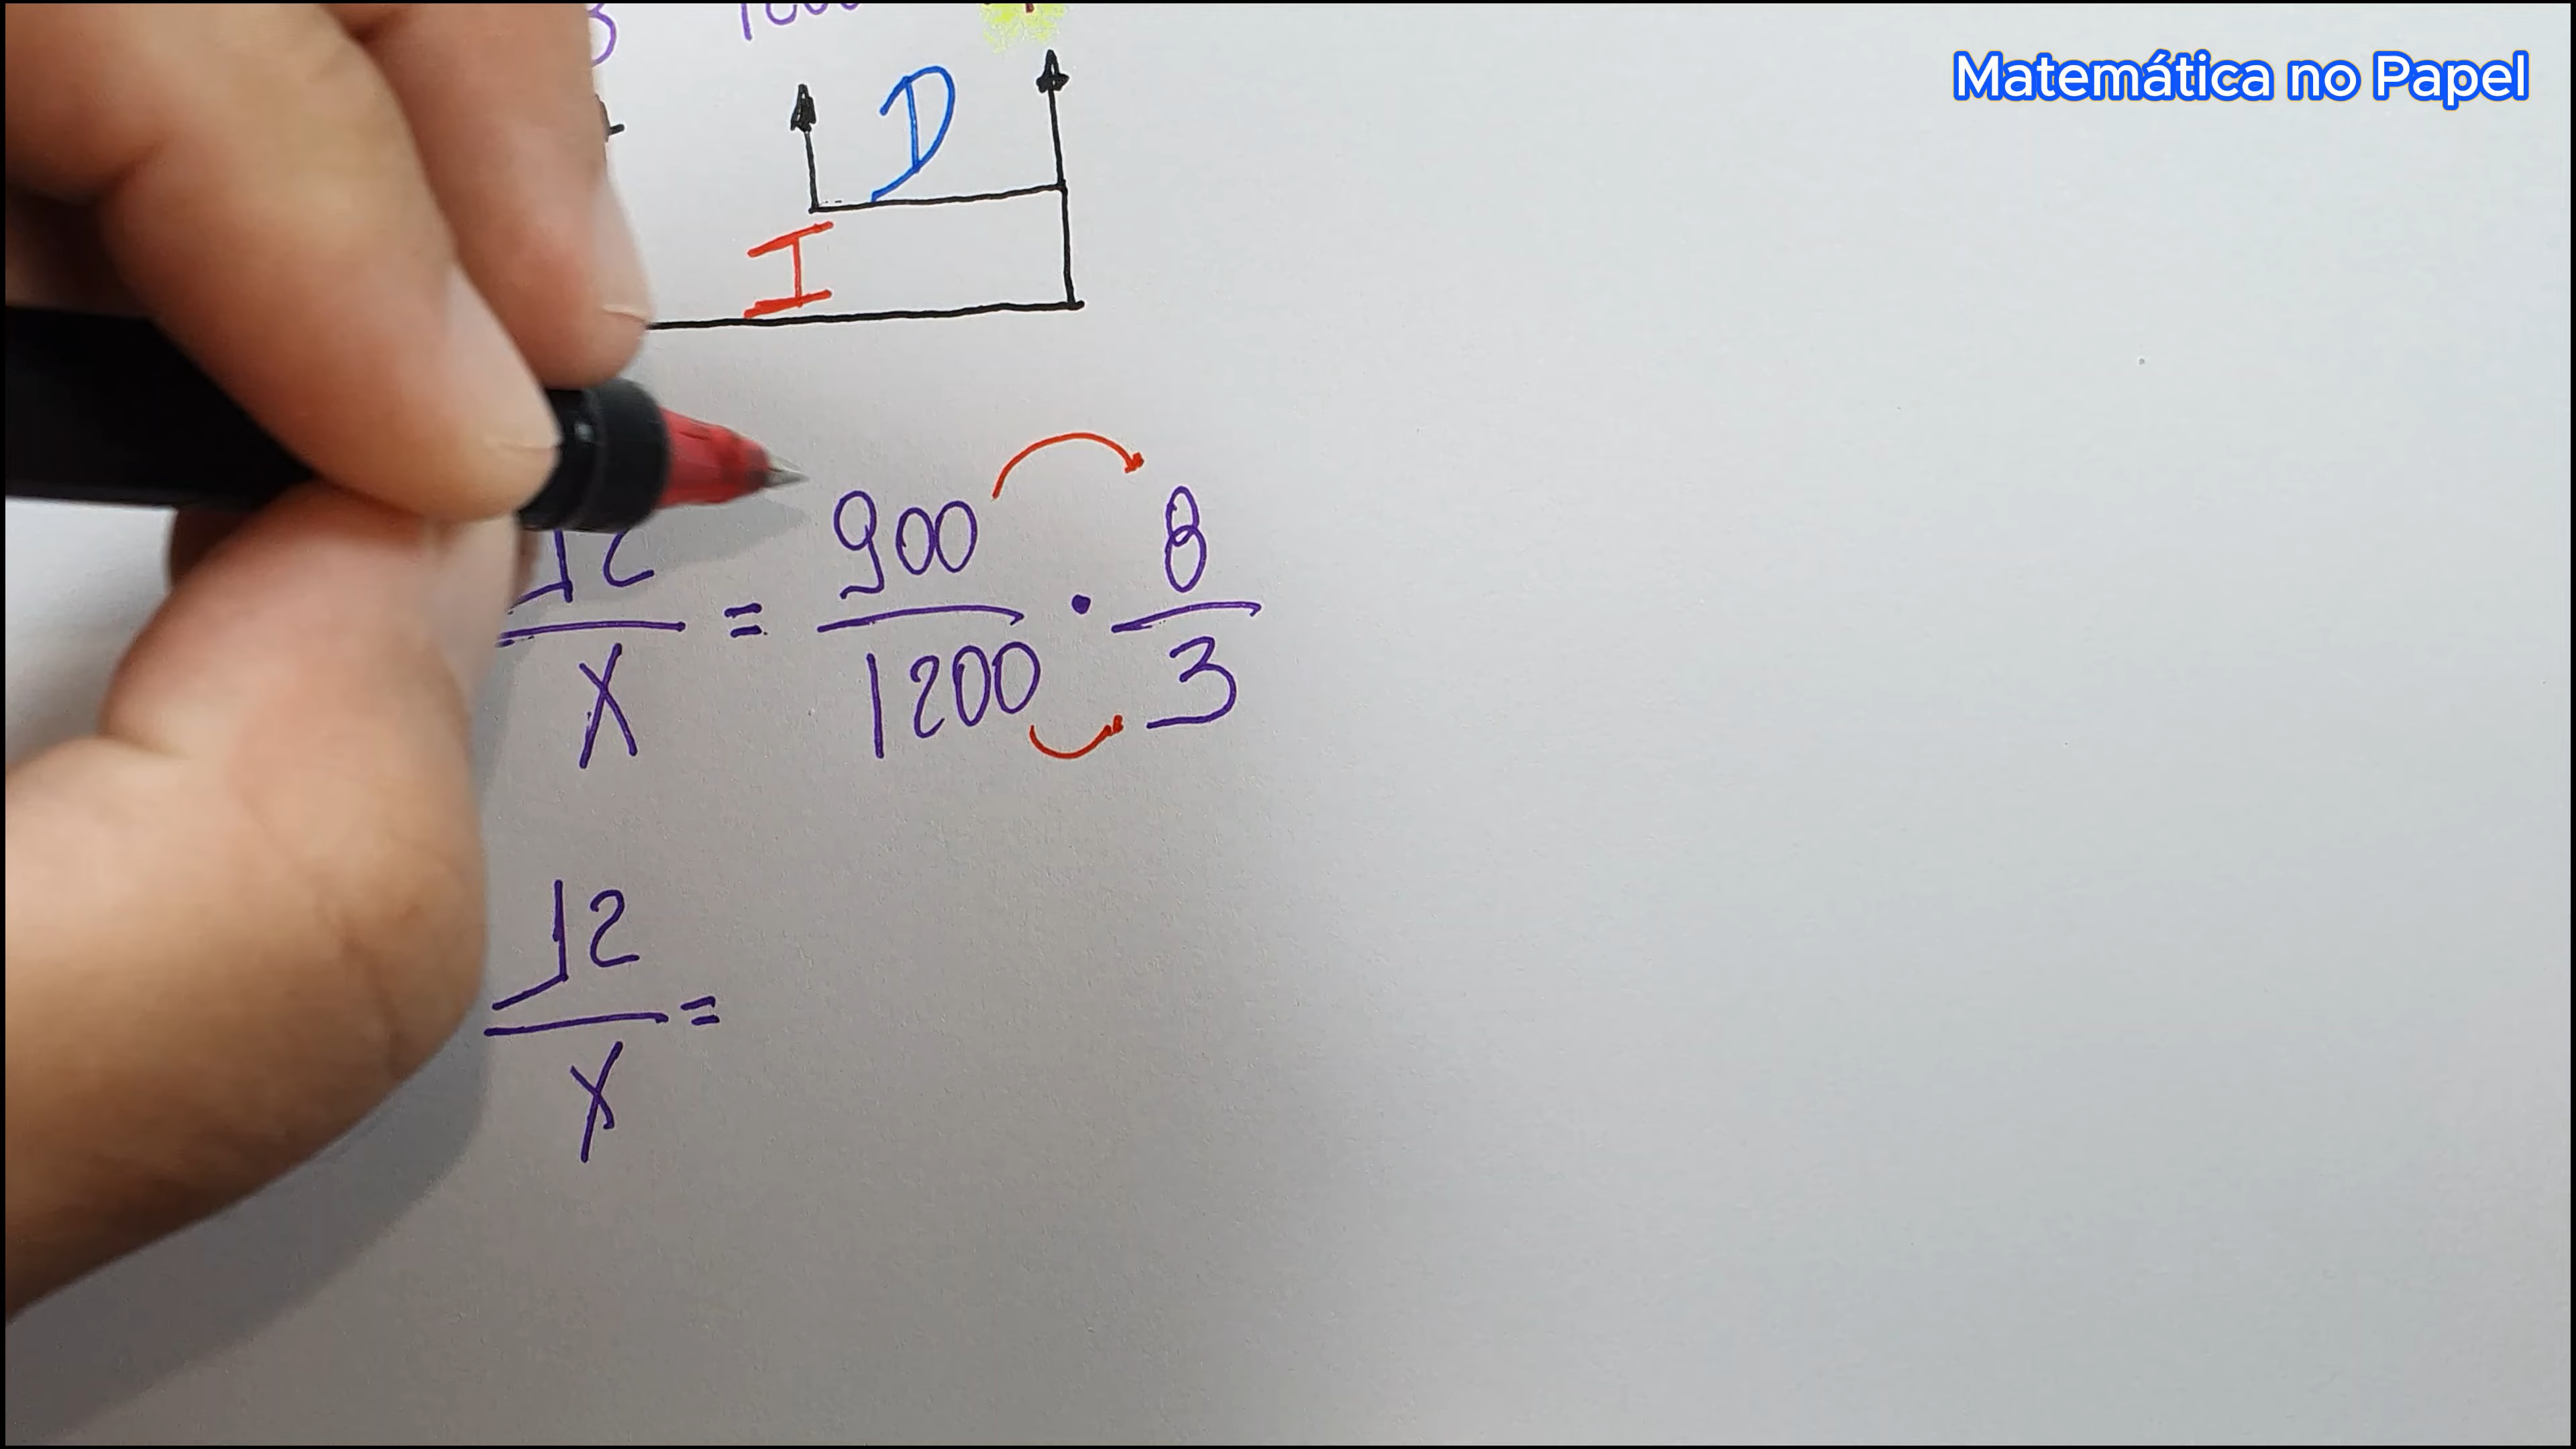 Matemática no Papel
D
I
12/X = 900/1200 · 8/3
12/X =